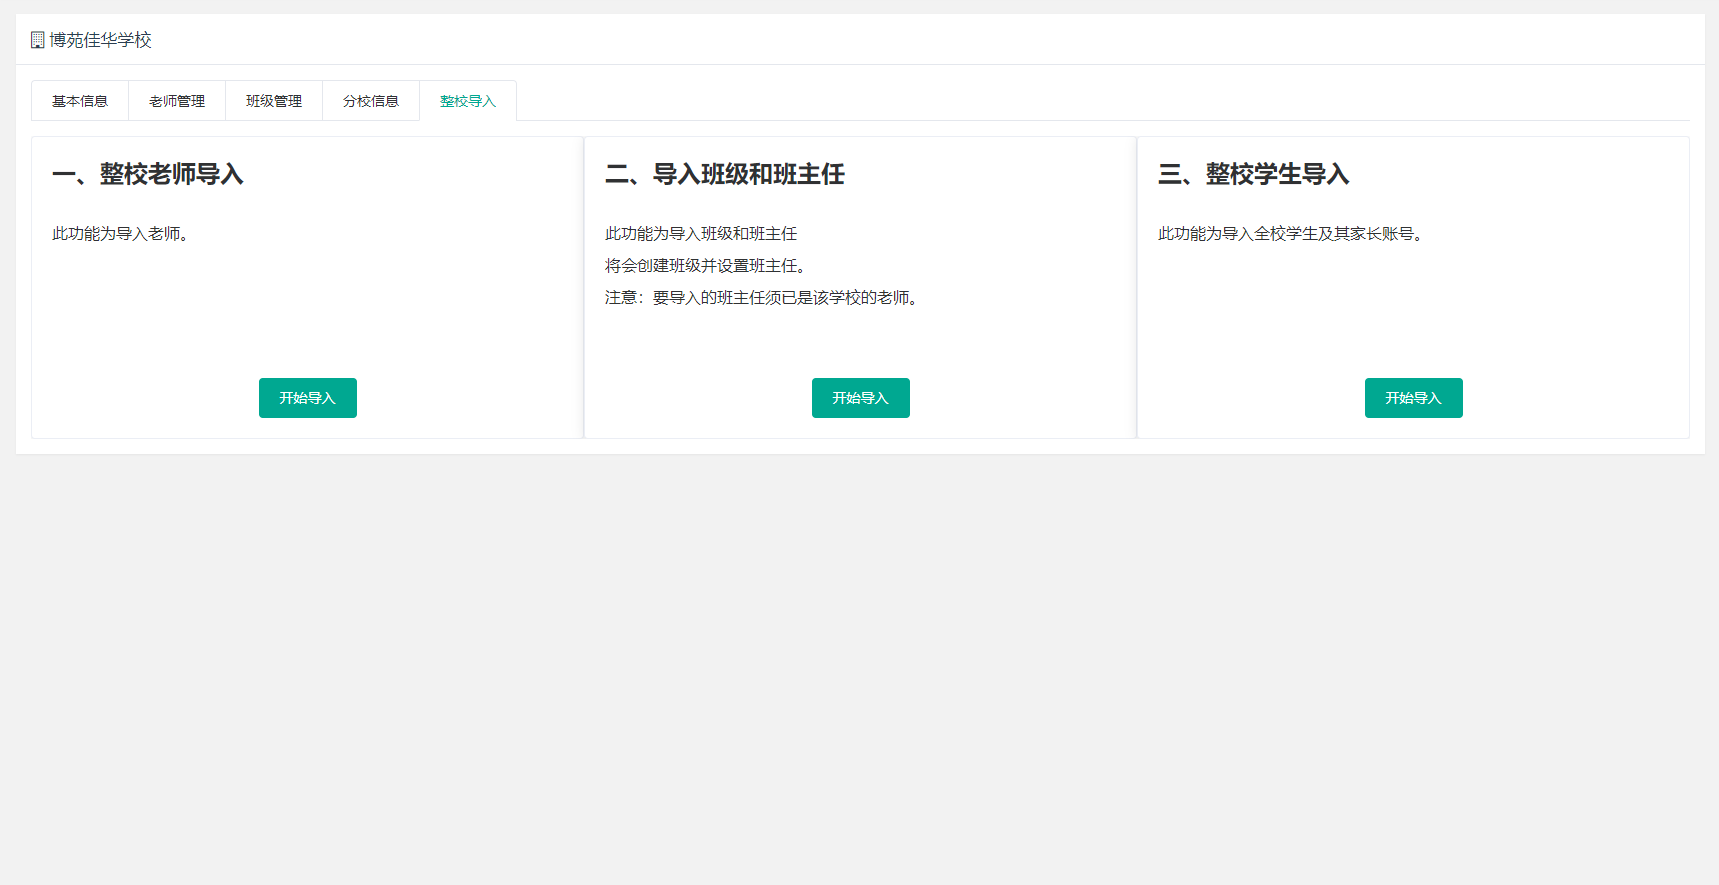 博苑佳华学校
基本信息 老师管理 班级管理 分校信息 整校导入
一、整校老师导入
此功能为导入老师。
开始导入
二、导入班级和班主任
此功能为导入班级和班主任
将会创建班级并设置班主任。
注意：要导入的班主任须已是该学校的老师。
开始导入
三、整校学生导入
此功能为导入全校学生及其家长账号。
开始导入